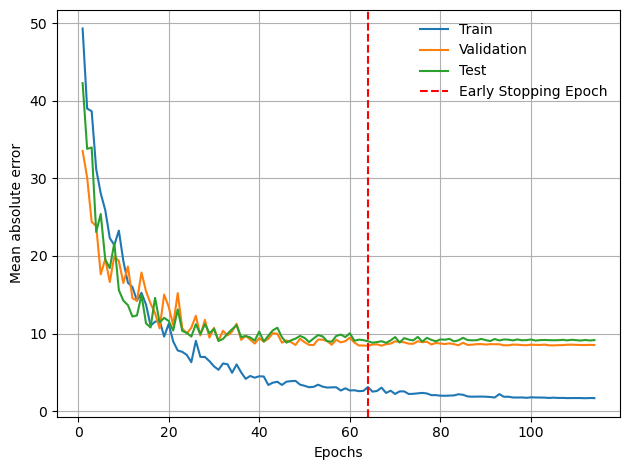 50
40
30
20
10
0
Mean absolute error
Train
Validation
Test
Early Stopping Epoch
0 20 40 60 80 100
Epochs